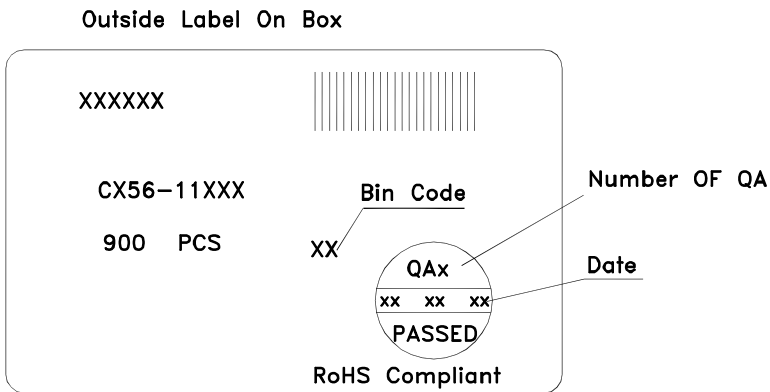 Outside Label On Box
XXXXXX
CX56-11XXX
Bin Code
Number OF QA
900 PCS
XX
QAx
Date
xx xx xx
PASSED
RoHS Compliant